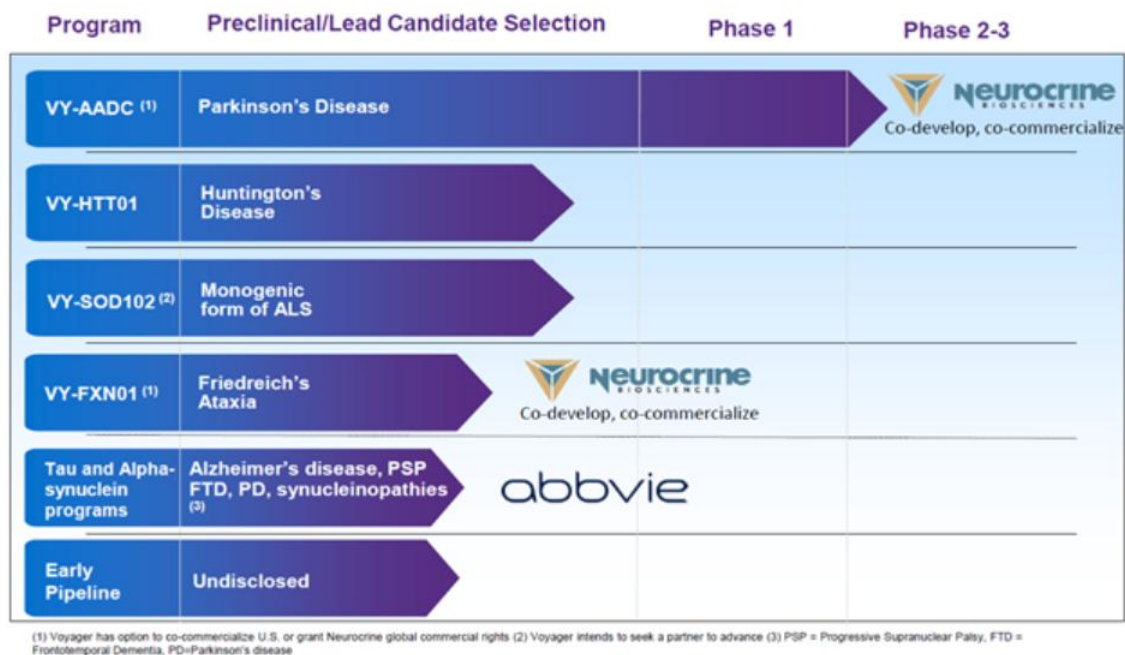 Program Preclinical/Lead Candidate Selection Phase 1 Phase 2-3
VY-AADC (1) Parkinson's Disease
NEUROCRINE
BIOSCIENCES
Co-develop, co-commercialize
VY-HTT01
Huntington's
Disease
VY-SOD102 (2)
Monogenic
form of ALS
VY-FXN01 (1)
Friedreich's
Ataxia
NEUROCRINE
BIOSCIENCES
Co-develop, co-commercialize
Tau and Alpha-
synuclein
programs
Alzheimer's disease, PSP
FTD, PD, synucleinopathies
(3)
abbvie
Early
Pipeline
Undisclosed
(1) Voyager has option to co-commercialize U.S. or grant Neurocrine global commercial rights (2) Voyager intends to seek a partner to advance (3) PSP = Progressive Supranuclear Palsy, FTD =
Frontotemporal Dementia, PD=Parkinson's disease